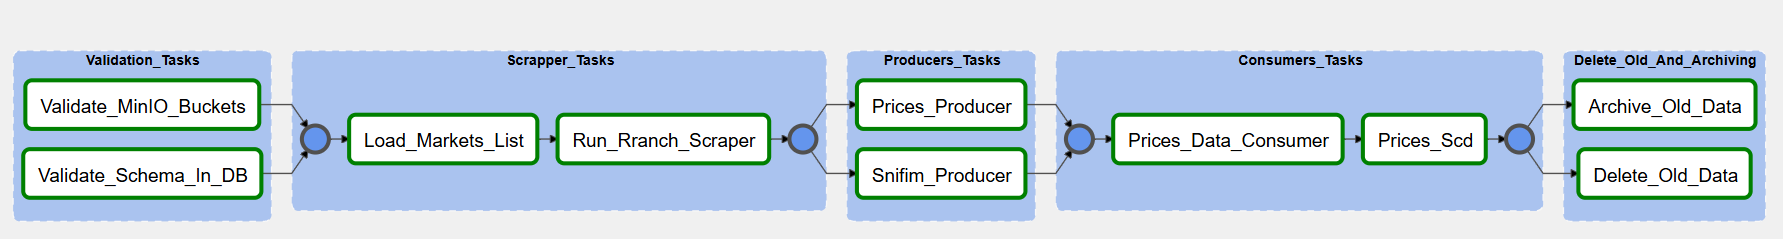 Validation_Tasks
Validate_MinIO_Buckets
Validate_Schema_In_DB
Scrapper_Tasks
Load_Markets_List
Run_Rranch_Scraper
Producers_Tasks
Prices_Producer
Snifim_Producer
Consumers_Tasks
Prices_Data_Consumer
Prices_Scd
Delete_Old_And_Archiving
Archive_Old_Data
Delete_Old_Data